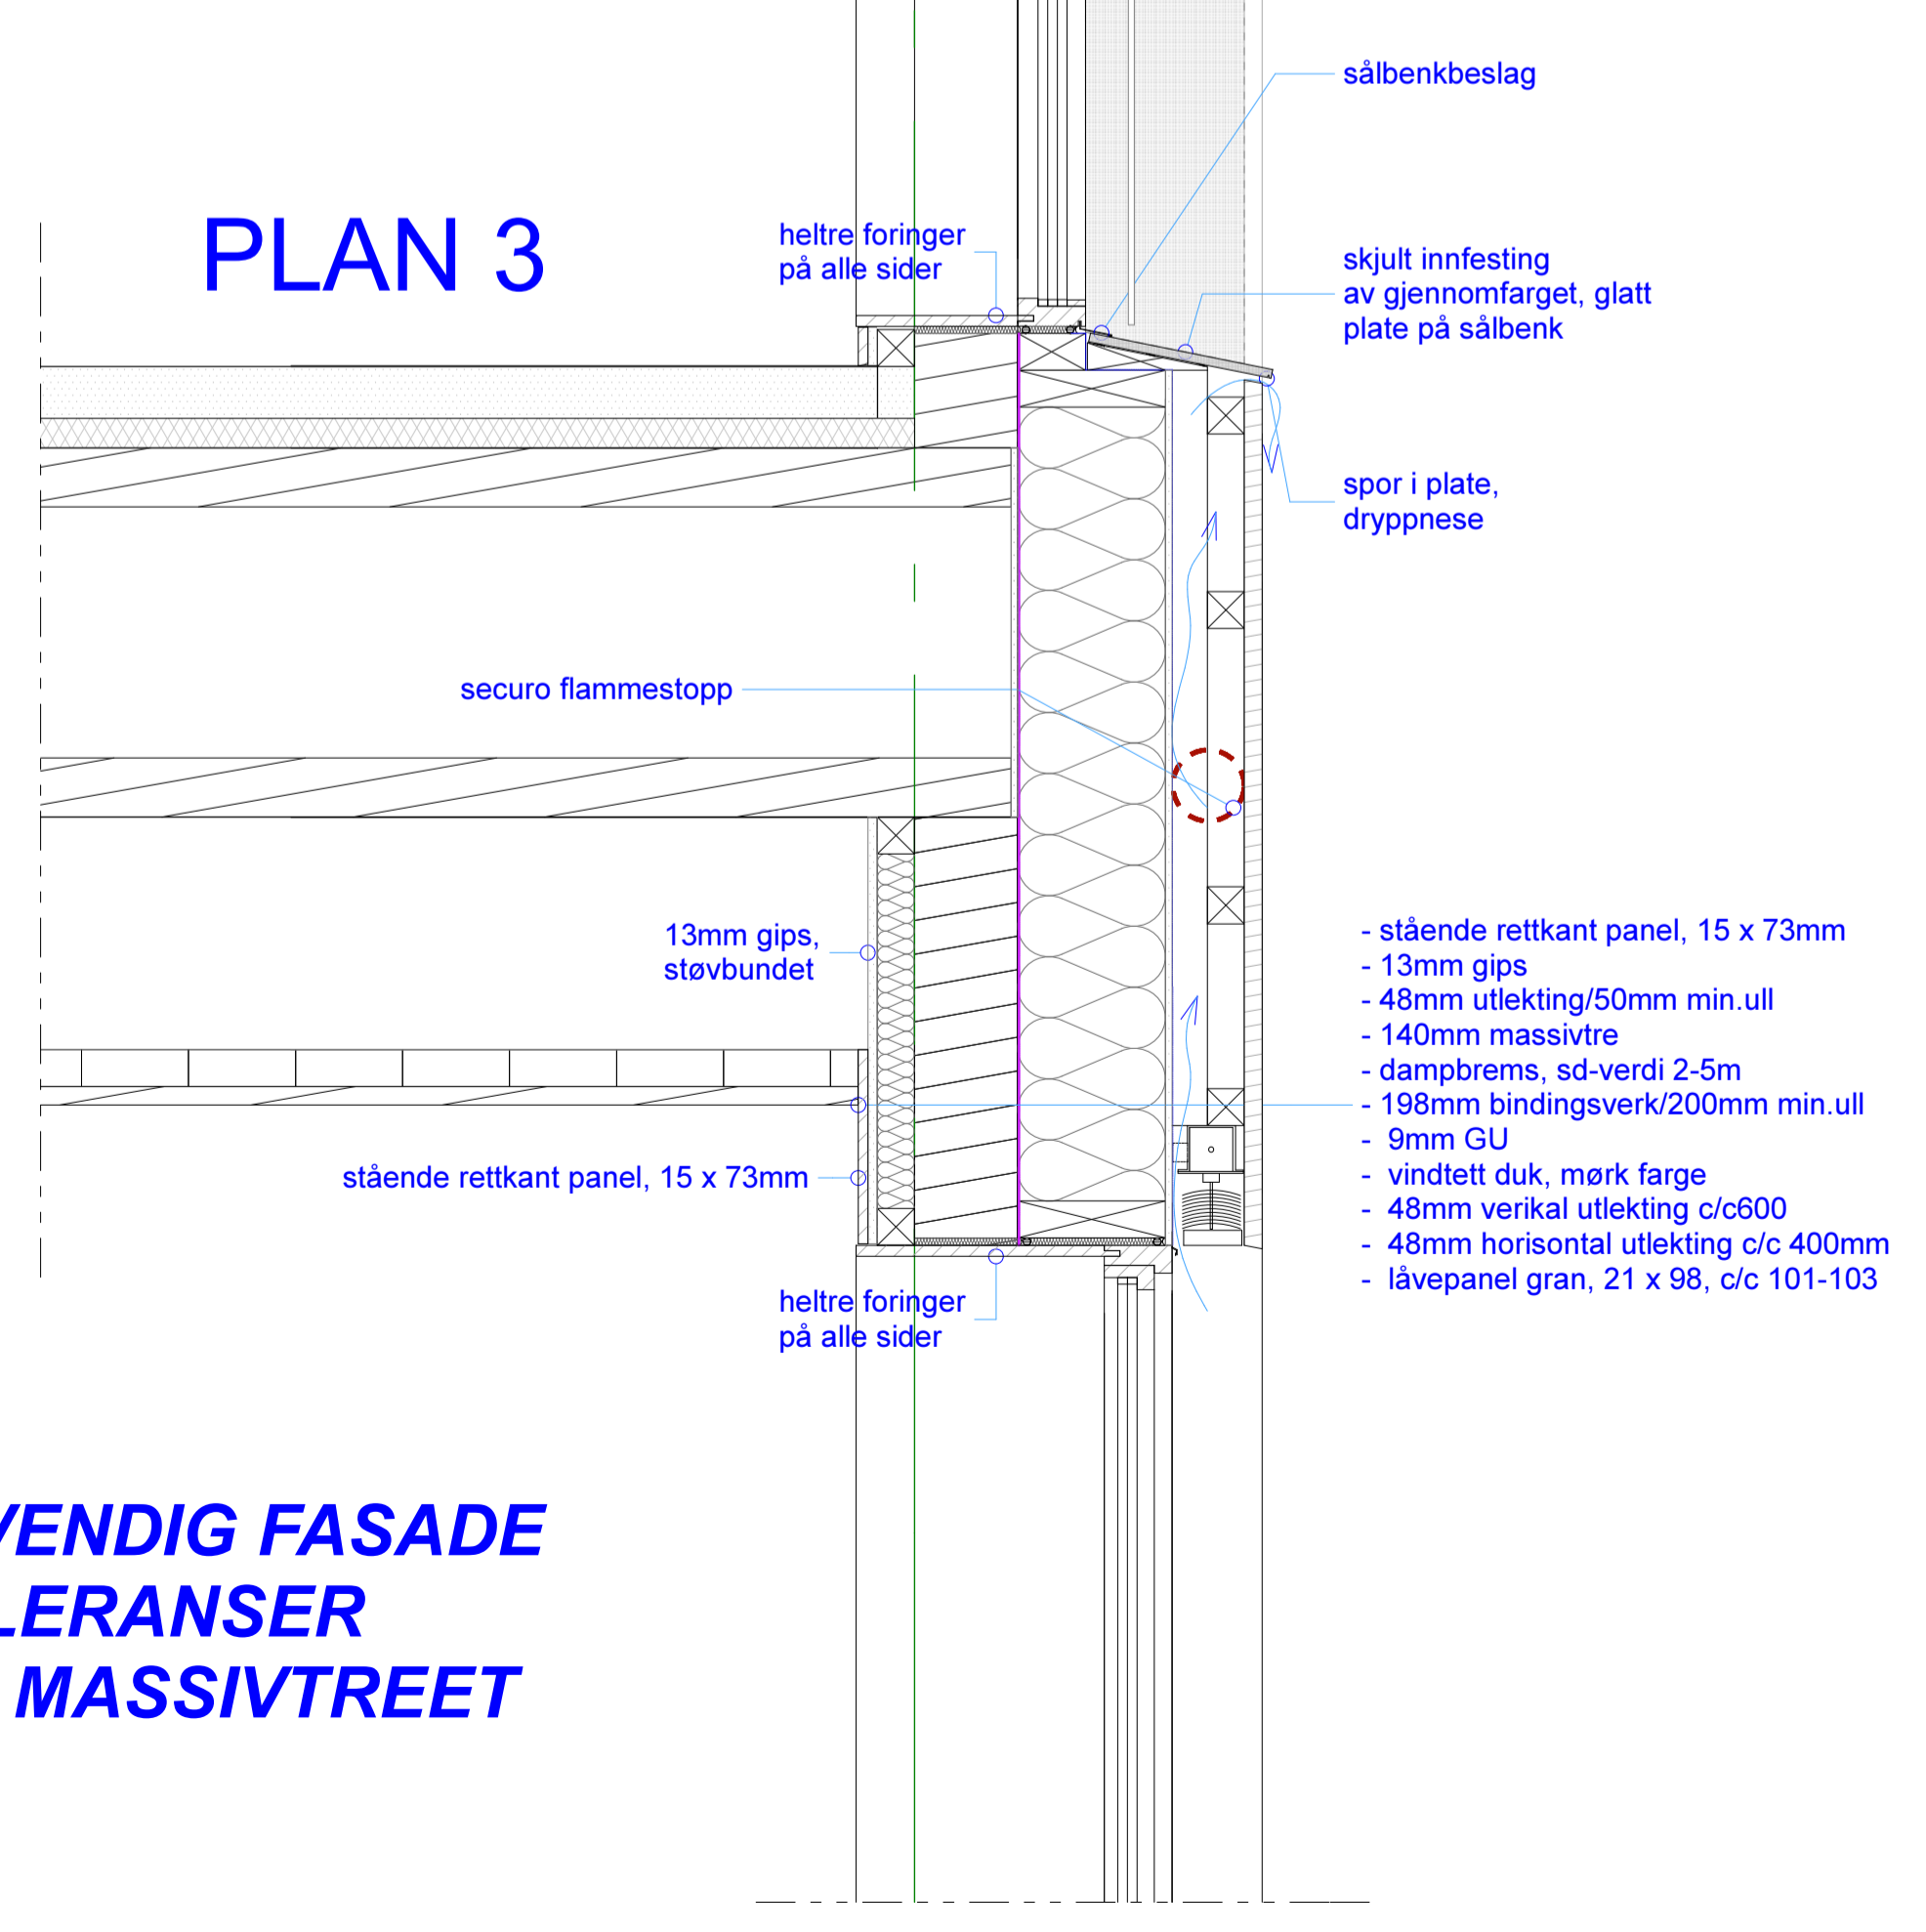 sålbenkbeslag
PLAN 3
heltre foringer
på alle sider
skjult innfesting
av gjennomfarget, glatt
plate på sålbenk
spor i plate,
dryppnese
securo flammestopp
13mm gips,
støvbundet
- stående rettkant panel, 15 x 73mm
- 13mm gips
- 48mm utlekting/50mm min.ull
- 140mm massivtre
- dampbrems, sd-verdi 2-5m
- 198mm bindingsverk/200mm min.ull
- 9mm GU
- vindtett duk, mørk farge
- 48mm verikal utlekting c/c600
- 48mm horisontal utlekting c/c 400mm
- låvepanel gran, 21 x 98, c/c 101-103
stående rettkant panel, 15 x 73mm
heltre foringer
på alle sider
VENDIG FASADE
LERANSER
MASSIVTREET